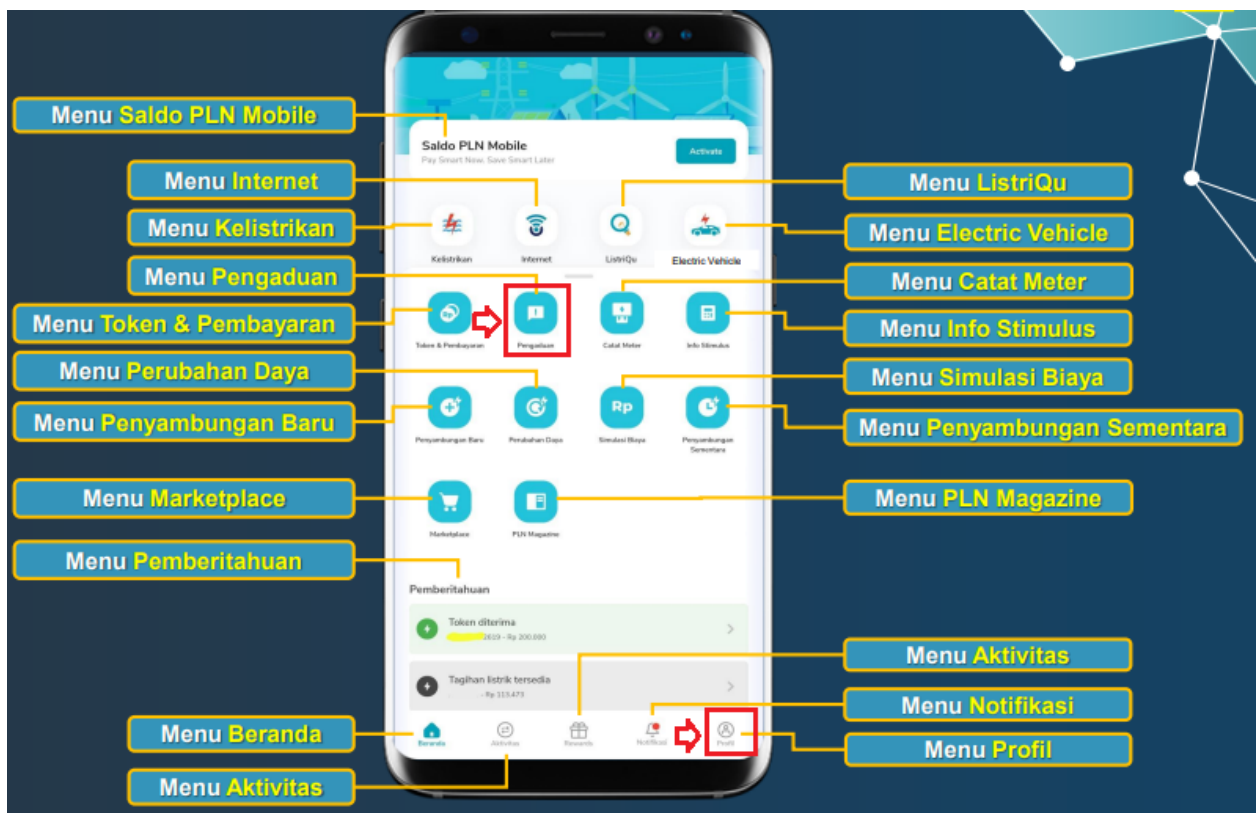 Menu Saldo PLN Mobile
Menu Internet
Menu Kelistrikan
Menu Pengaduan
Menu Token & Pembayaran
Menu Perubahan Daya
Menu Penyambungan Baru
Menu Marketplace
Menu Pemberitahuan
Menu Beranda
Menu Aktivitas
Saldo PLN Mobile
Pay Smart Now. Save Smart Later
Activate
Kelistrikan
Internet
ListriQu
Electric Vehicle
Token & Pembayaran
Pengaduan
Catat Meter
Info Stimulus
Rp
Penyambungan Baru
Perubahan Daya
Simulasi Biaya
Penyambungan
Sementara
Marketplace
PLN Magazine
Pemberitahuan
Token diterima
2019 - Rp 200.000
Tagihan listrik tersedia
- Rp 113.473
Beranda
Aktivitas
Rewards
Notifikasi
Profil
Menu ListriQu
Menu Electric Vehicle
Menu Catat Meter
Menu Info Stimulus
Menu Simulasi Biaya
Menu Penyambungan Sementara
Menu PLN Magazine
Menu Aktivitas
Menu Notifikasi
Menu Profil